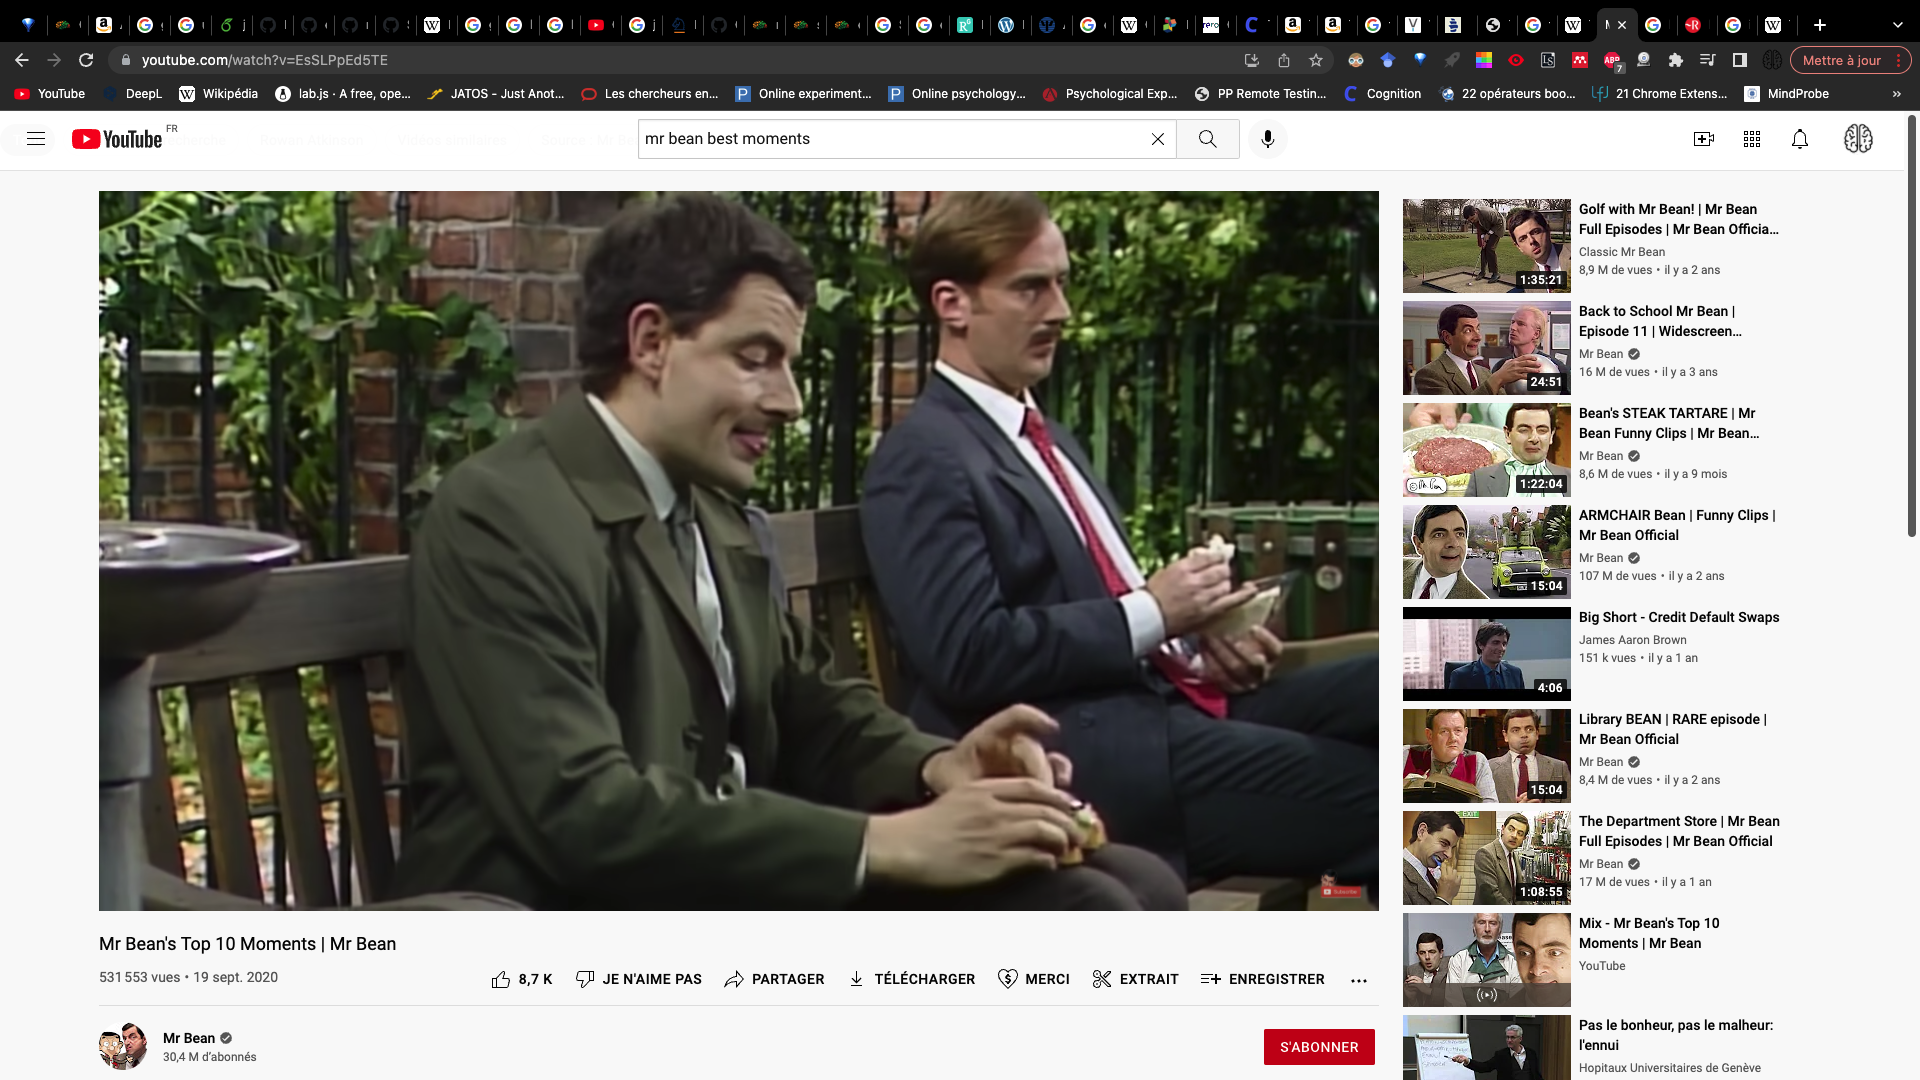 youtube.com/watch?v=EsSLPpEd5TE
Mettre à jour
YouTube
DeepL
Wikipédia
lab.js · A free, ope...
JATOS - Just Anot...
Les chercheurs en...
Online experiment...
Online psychology...
Psychological Exp...
PP Remote Testin...
Cognition
22 opérateurs boo...
21 Chrome Extens...
MindProbe
»
YouTube FR
mr bean best moments
Golf with Mr Bean! | Mr Bean
Full Episodes | Mr Bean Officia...
Classic Mr Bean
8,9 M de vues • il y a 2 ans
1:35:21
Back to School Mr Bean |
Episode 11 | Widescreen...
Mr Bean
16 M de vues • il y a 3 ans
24:51
Bean's STEAK TARTARE | Mr
Bean Funny Clips | Mr Bean...
Mr Bean
8,6 M de vues • il y a 9 mois
1:22:04
ARMCHAIR Bean | Funny Clips |
Mr Bean Official
Mr Bean
107 M de vues • il y a 2 ans
15:04
Big Short - Credit Default Swaps
James Aaron Brown
151 k vues • il y a 1 an
4:06
Library BEAN | RARE episode |
Mr Bean Official
Mr Bean
8,4 M de vues • il y a 2 ans
15:04
The Department Store | Mr Bean
Full Episodes | Mr Bean Official
Mr Bean
17 M de vues • il y a 1 an
1:08:55
Mix - Mr Bean's Top 10
Moments | Mr Bean
YouTube
Pas le bonheur, pas le malheur:
l'ennui
Hopitaux Universitaires de Genève
Subscribe
Mr Bean's Top 10 Moments | Mr Bean
531 553 vues • 19 sept. 2020
8,7 K
JE N'AIME PAS
PARTAGER
TÉLÉCHARGER
MERCI
EXTRAIT
ENREGISTRER
Mr Bean
30,4 M d'abonnés
S'ABONNER